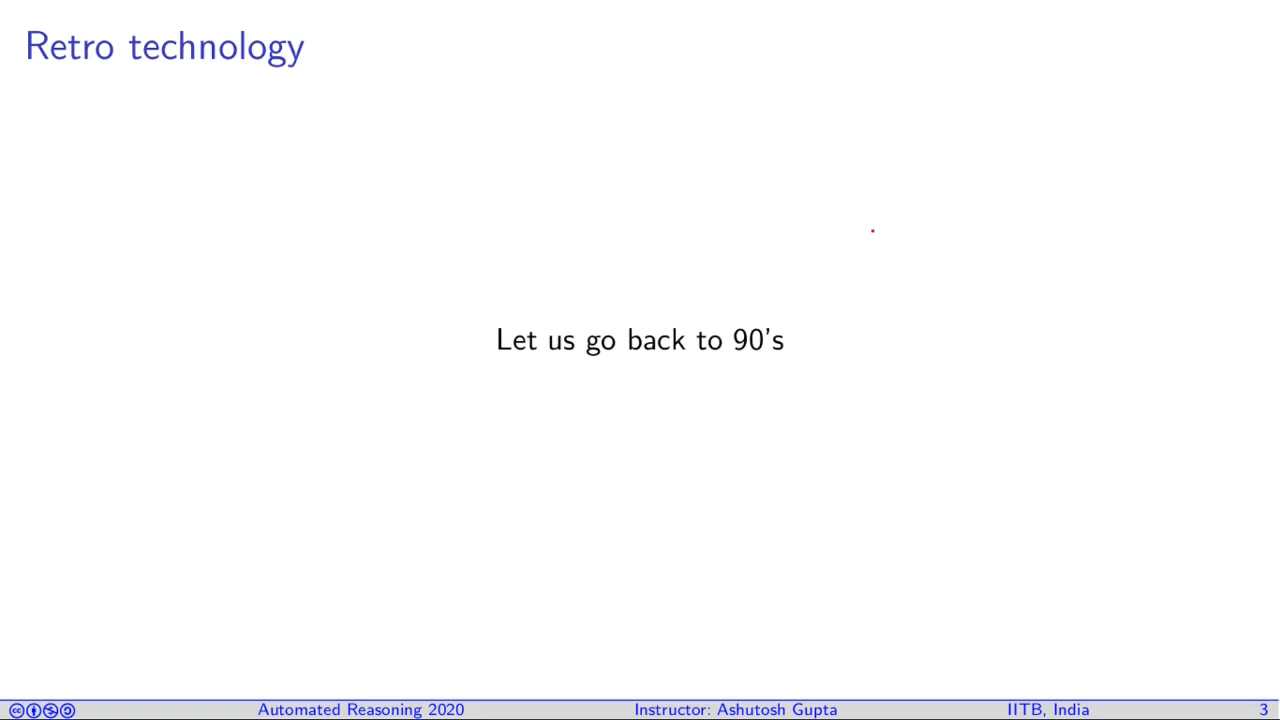 Retro technology
Let us go back to 90's
Automated Reasoning 2020 Instructor: Ashutosh Gupta IITB, India 3